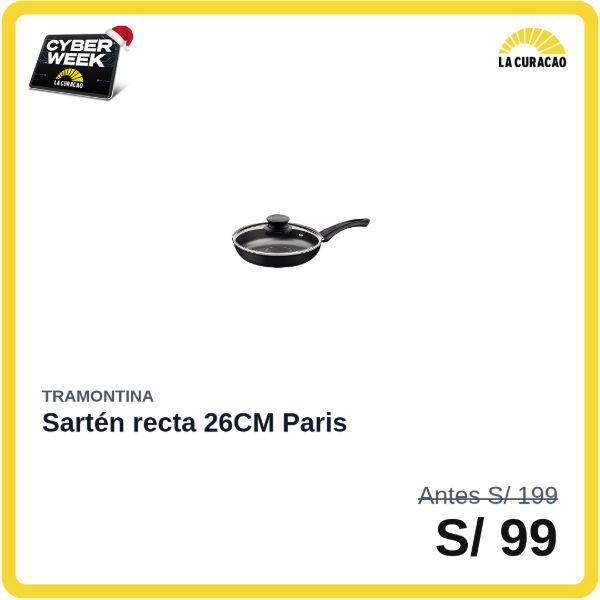 CYBER
WEEK
LA CURACAO
LA CURACAO
TRAMONTINA
Sartén recta 26CM Paris
Antes S/ 199
S/ 99